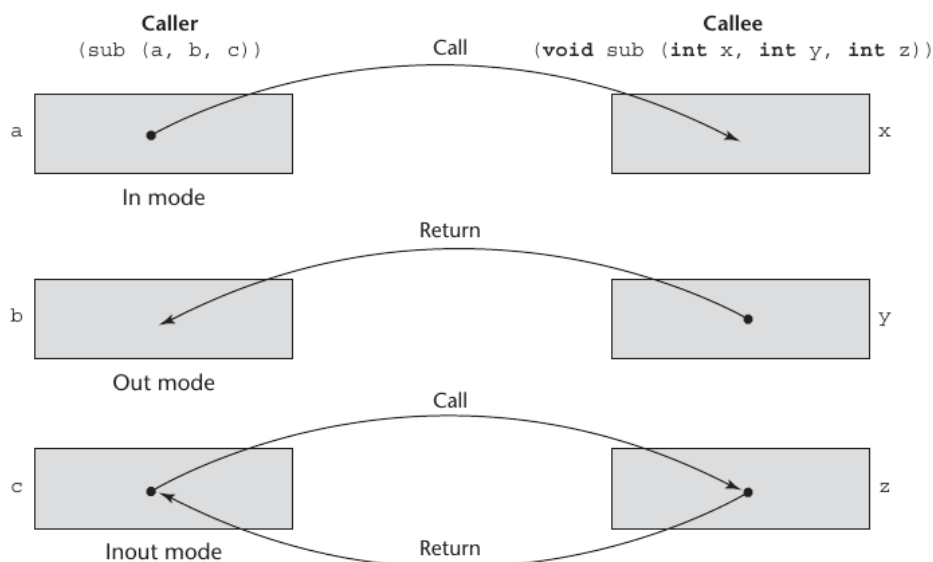 Caller
Callee
(sub (a, b, c))
Call
(void sub (int x, int y, int z))
a
x
In mode
Return
b
y
Out mode
Call
c
z
Inout mode
Return